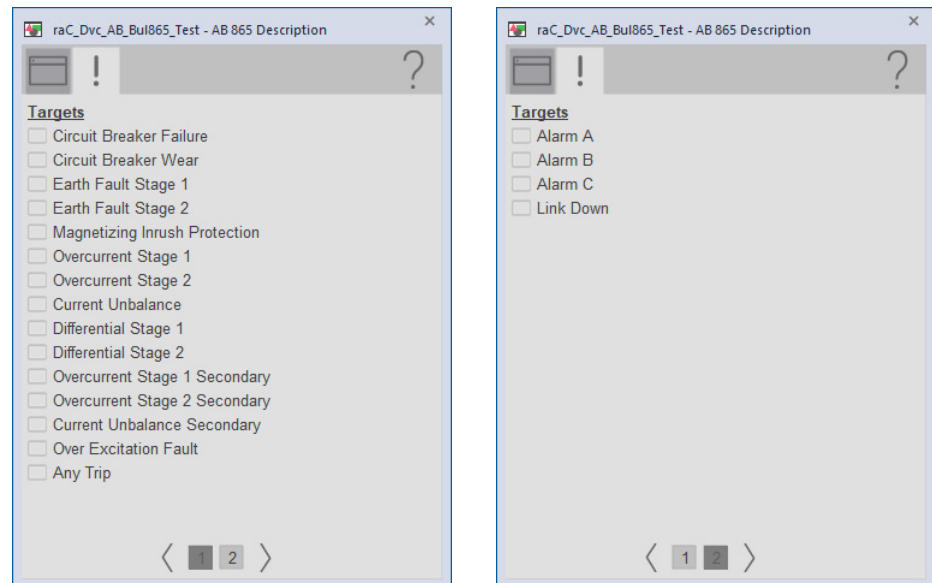 raC_Dvc_AB_Bul865_Test - AB 865 Description
!
?
Targets
Circuit Breaker Failure
Circuit Breaker Wear
Earth Fault Stage 1
Earth Fault Stage 2
Magnetizing Inrush Protection
Overcurrent Stage 1
Overcurrent Stage 2
Current Unbalance
Differential Stage 1
Differential Stage 2
Overcurrent Stage 1 Secondary
Overcurrent Stage 2 Secondary
Current Unbalance Secondary
Over Excitation Fault
Any Trip
1 2
raC_Dvc_AB_Bul865_Test - AB 865 Description
!
?
Targets
Alarm A
Alarm B
Alarm C
Link Down
1 2